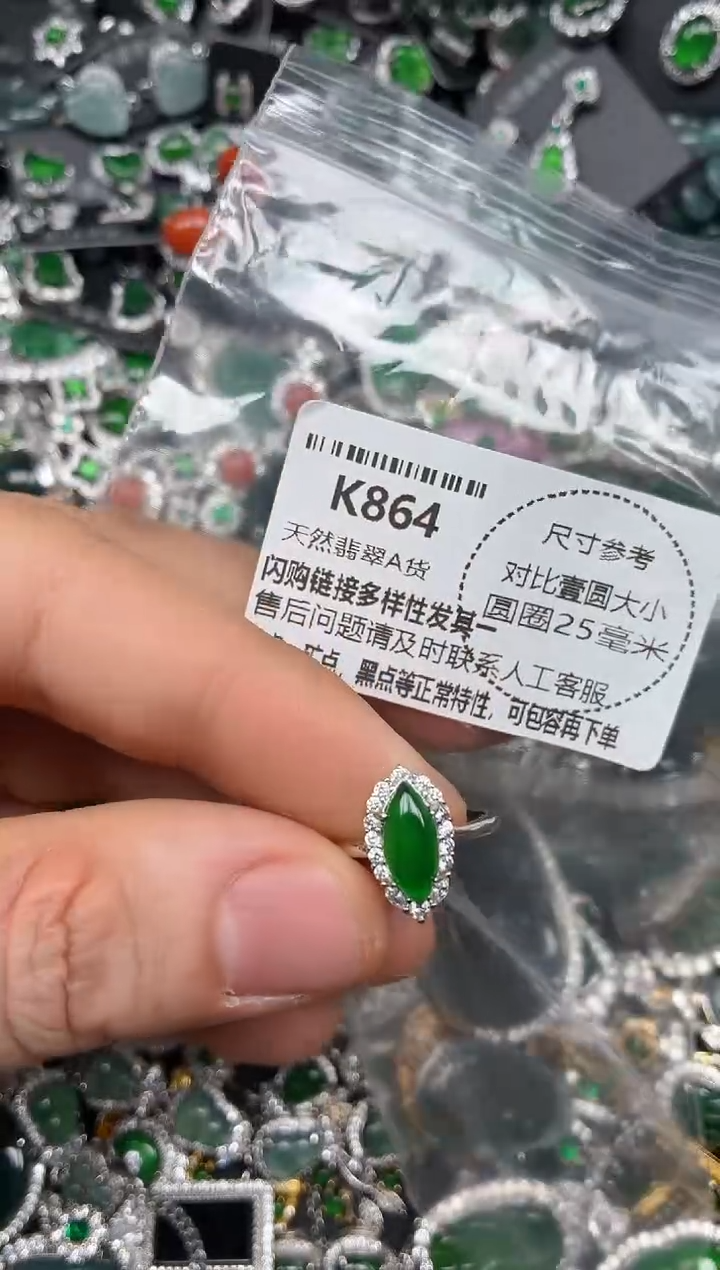 K864
天然翡翠A货
闪购链接多样性发其一
售后问题请及时联系人工客服
矿点，黑点等正常特性，可包容再下单
尺寸参考
对比壹圆大小
圆圈25毫米